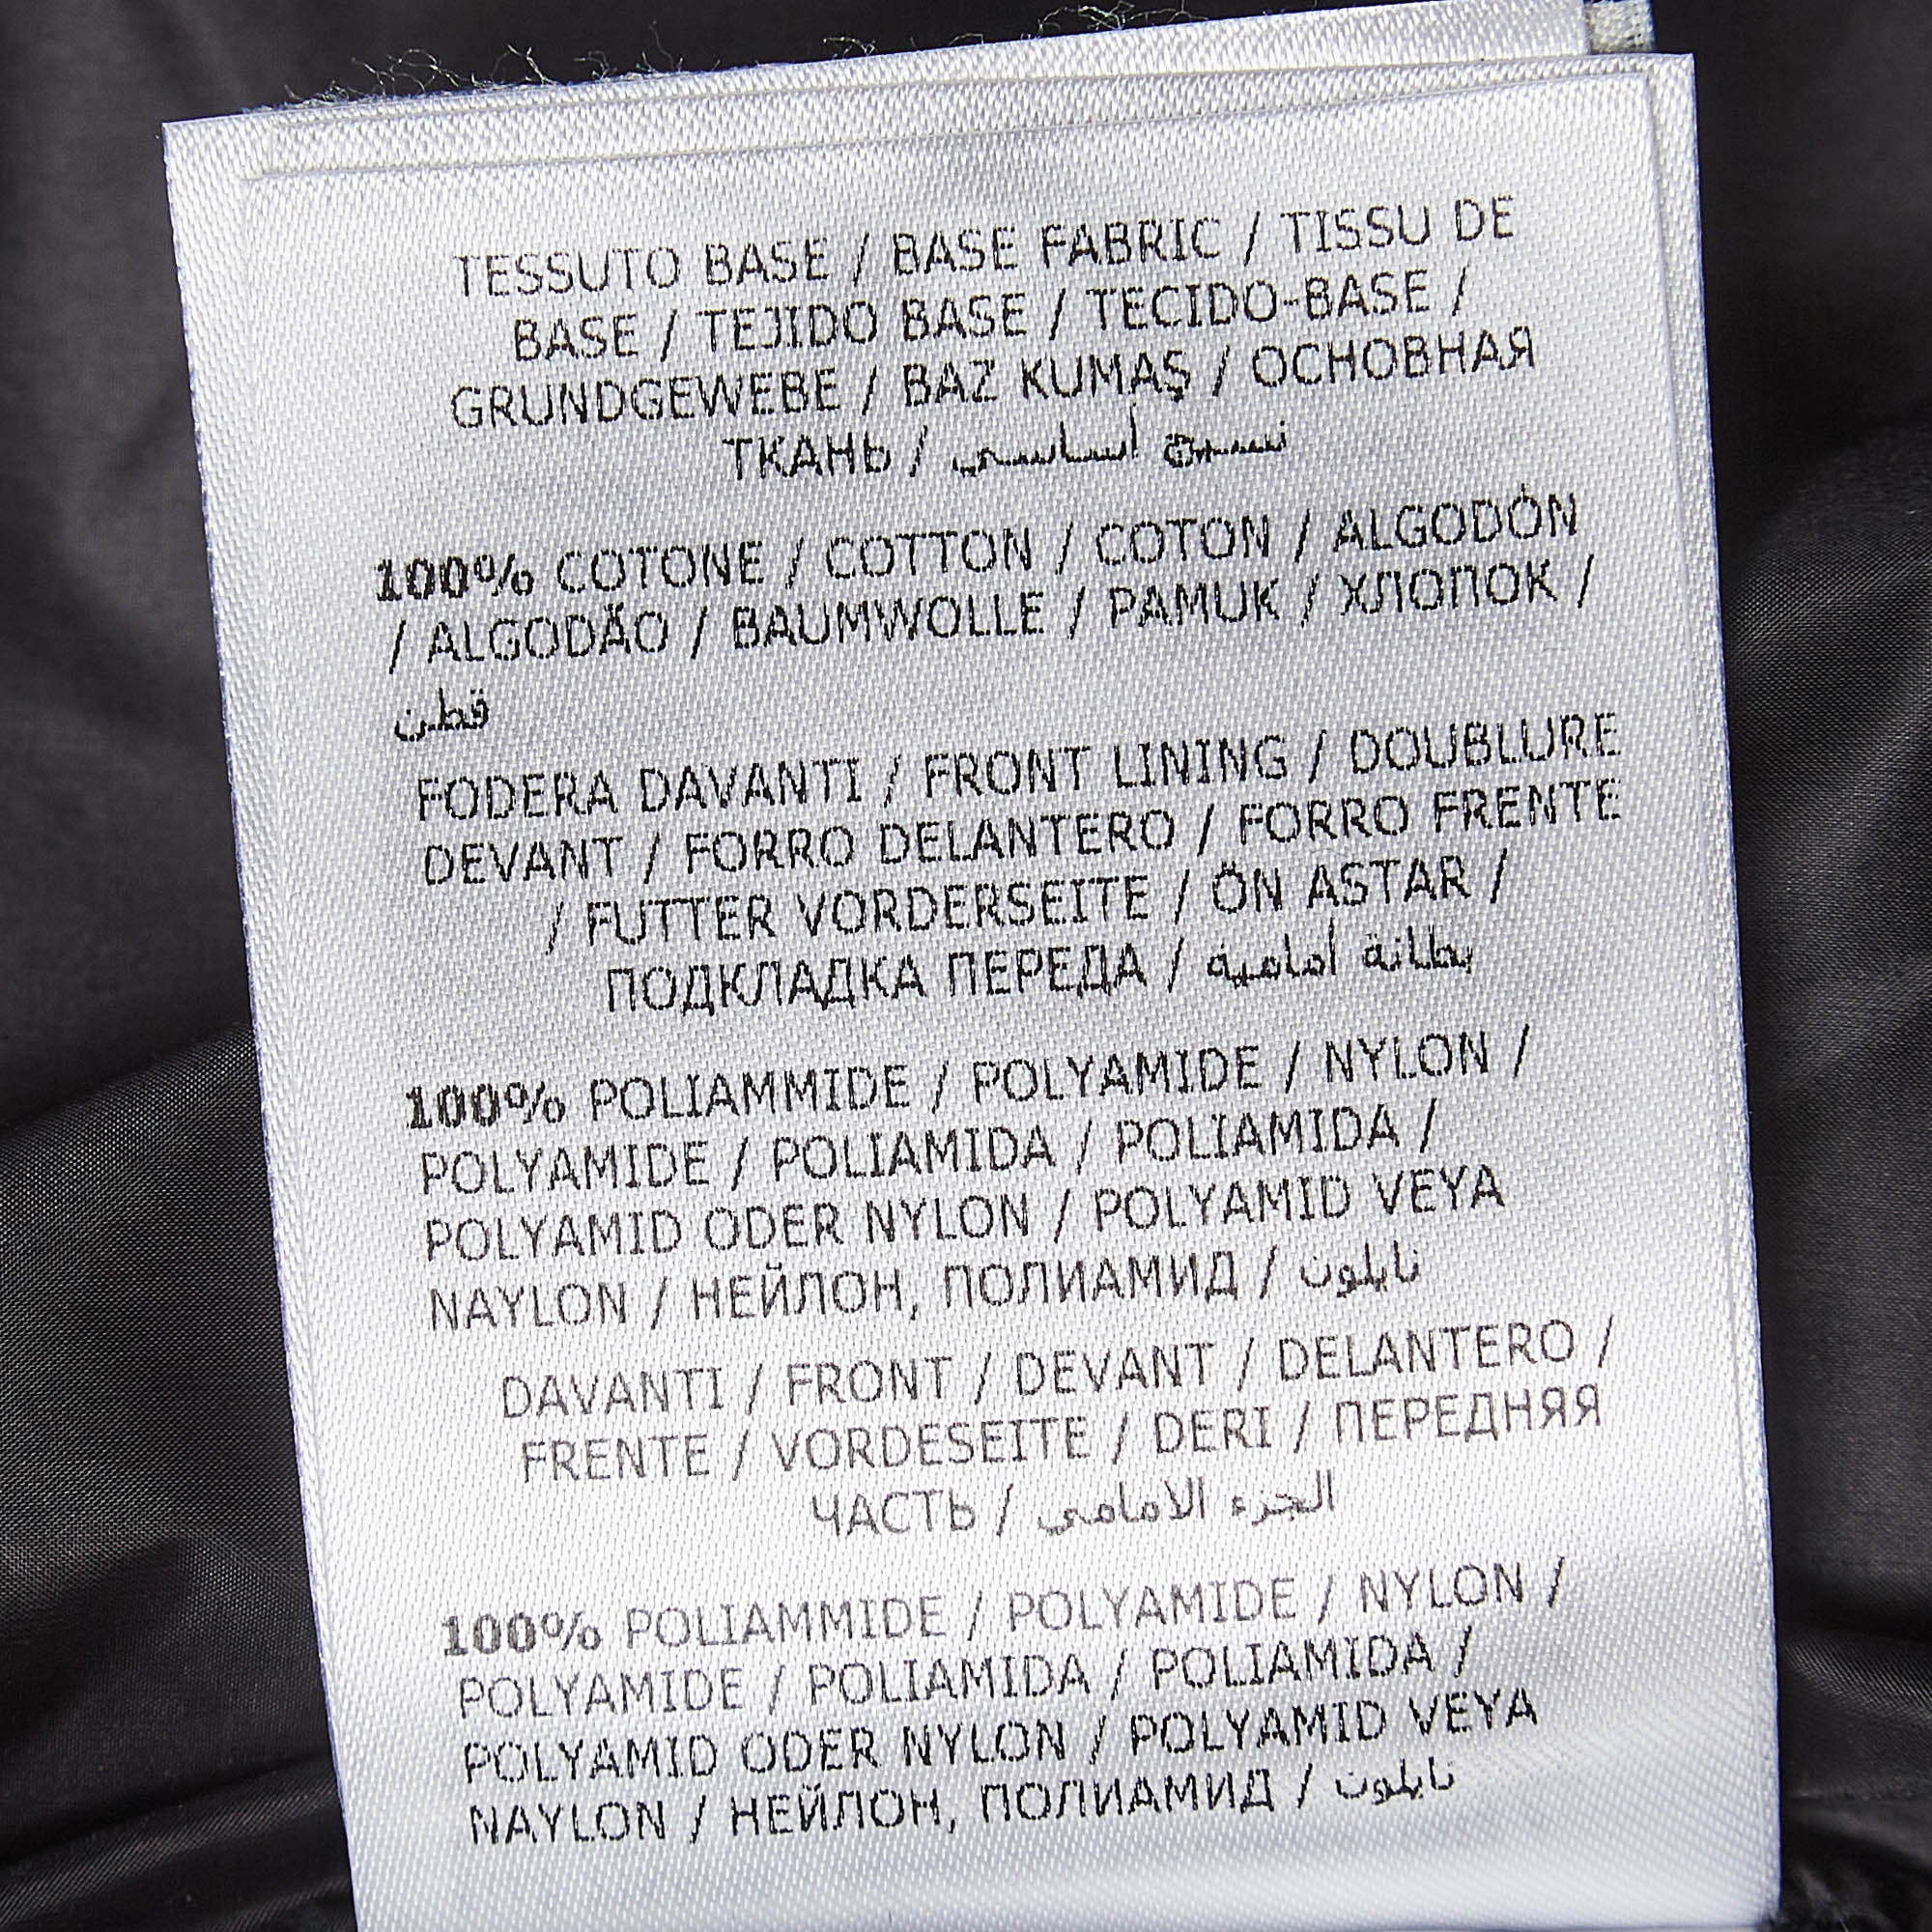 TESSUTO BASE / BASE FABRIC / TISSU DE
BASE / TEJIDO BASE / TECIDO-BASE /
GRUNDGEWEBE / BAZ KUMAŞ / ОСНОВНАЯ
ТКАНЬ / نسيج أساسي
100% COTONE / COTTON / COTON / ALGODÓN
/ ALGODÃO / BAUMWOLLE / PAMUK / ХЛОПОК /
قطن
FODERA DAVANTI / FRONT LINING / DOUBLURE
DEVANT / FORRO DELANTERO / FORRO FRENTE
/ FUTTER VORDERSEITE / ÖN ASTAR /
ПОДКЛАДКА ПЕРЕДА / بطانة أمامية
100% POLIAMMIDE / POLYAMIDE / NYLON /
POLYAMIDE / POLIAMIDA / POLIAMIDA /
POLYAMID ODER NYLON / POLYAMID VEYA
NAYLON / НЕЙЛОН, ПОЛИАМИД / نايلون
DAVANTI / FRONT / DEVANT / DELANTERO /
FRENTE / VORDESEITE / DERI / ПЕРЕДНЯЯ
ЧАСТЬ / الجزء الامامي
100% POLIAMMIDE / POLYAMIDE / NYLON /
POLYAMIDE / POLIAMIDA / POLIAMIDA /
POLYAMID ODER NYLON / POLYAMID VEYA
NAYLON / НЕЙЛОН, ПОЛИАМИД / نايلون